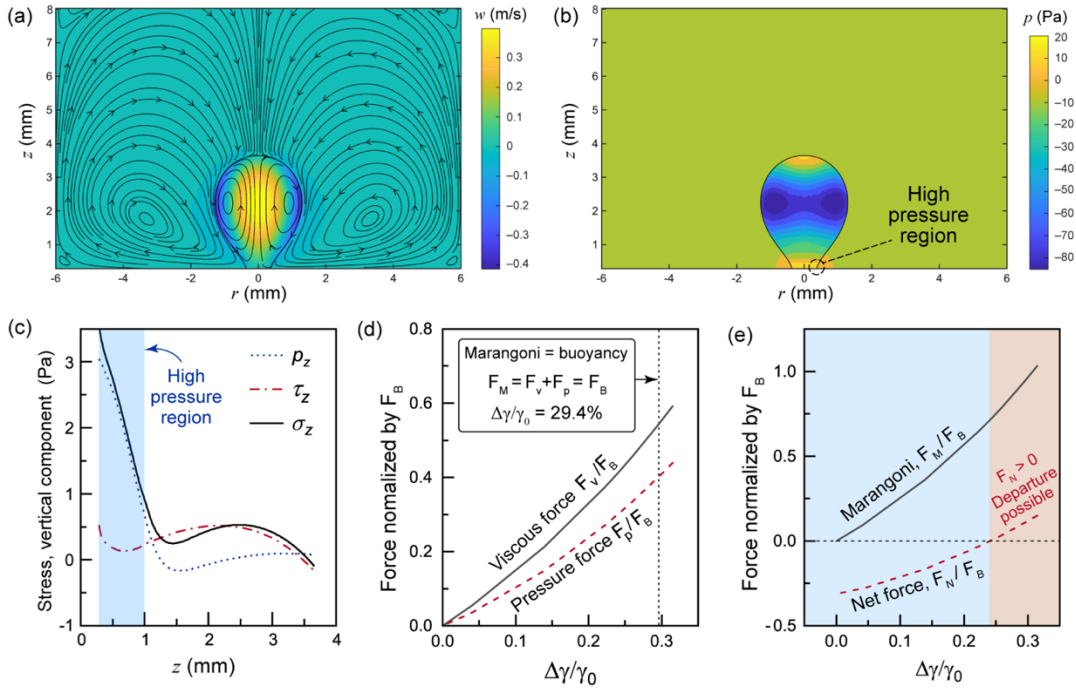 (a)
w (m/s)
8
7
6
5
4
3
2
1
z (mm)
-6
-4
-2
0
2
4
6
r (mm)
0.3
0.2
0.1
0
-0.1
-0.2
-0.3
-0.4
(b)
p (Pa)
8
7
6
5
4
3
2
1
z (mm)
High
pressure
region
-6
-4
-2
0
2
4
6
r (mm)
20
10
0
-10
-20
-30
-40
-50
-60
-70
-80
(c)
Stress, vertical component (Pa)
3
2
1
0
-1
High
pressure
region
p_z
τ_z
σ_z
0
1
2
3
4
z (mm)
(d)
Force normalized by F_B
0.8
0.6
0.4
0.2
0.0
Marangoni = buoyancy
F_M = F_v+F_p = F_B
Δγ/γ_0 = 29.4%
Viscous force F_v/F_B
Pressure force F_p/F_B
0.0
0.1
0.2
0.3
Δγ/γ_0
(e)
Force normalized by F_B
1.0
0.5
0.0
-0.5
Marangoni, F_M/F_B
F_N > 0
Departure
possible
Net force, F_N/F_B
0.0
0.1
0.2
0.3
Δγ/γ_0